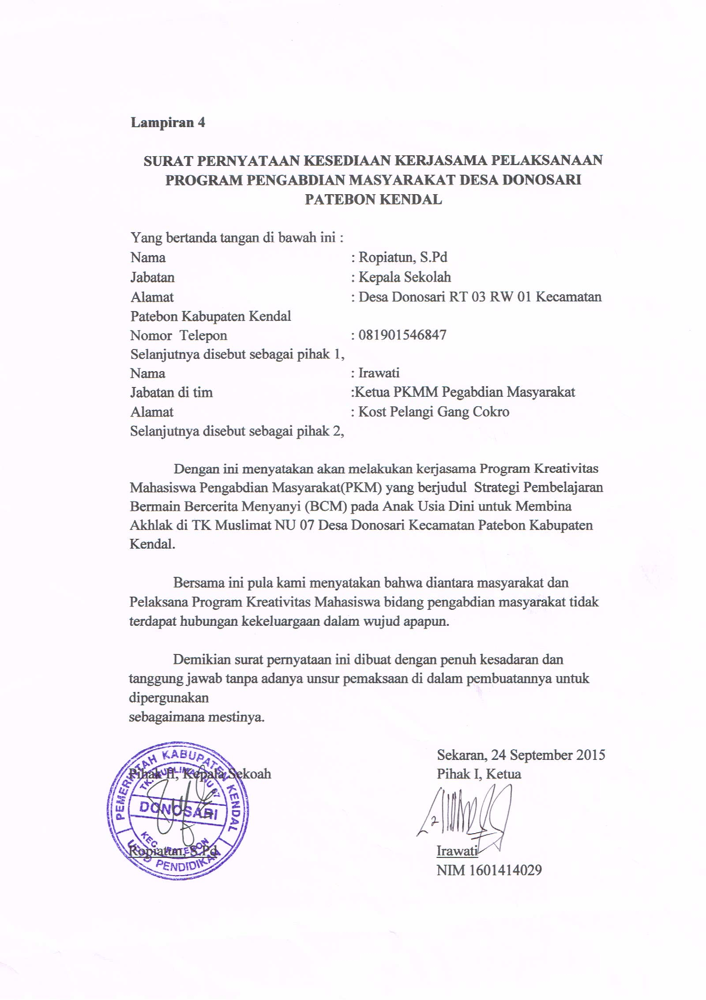 Lampiran 4
SURAT PERNYATAAN KESEDIAAN KERJASAMA PELAKSANAAN
PROGRAM PENGABDIAN MASYARAKAT DESA DONOSARI
PATEBON KENDAL
Yang bertanda tangan di bawah ini :
Nama : Ropiatun, S.Pd
Jabatan : Kepala Sekolah
Alamat : Desa Donosari RT 03 RW 01 Kecamatan
Patebon Kabupaten Kendal
Nomor Telepon : 081901546847
Selanjutnya disebut sebagai pihak 1,
Nama : Irawati
Jabatan di tim :Ketua PKMM Pegabdian Masyarakat
Alamat : Kost Pelangi Gang Cokro
Selanjutnya disebut sebagai pihak 2,
Dengan ini menyatakan akan melakukan kerjasama Program Kreativitas
Mahasiswa Pengabdian Masyarakat(PKM) yang berjudul Strategi Pembelajaran
Bermain Bercerita Menyanyi (BCM) pada Anak Usia Dini untuk Membina
Akhlak di TK Muslimat NU 07 Desa Donosari Kecamatan Patebon Kabupaten
Kendal.
Bersama ini pula kami menyatakan bahwa diantara masyarakat dan
Pelaksana Program Kreativitas Mahasiswa bidang pengabdian masyarakat tidak
terdapat hubungan kekeluargaan dalam wujud apapun.
Demikian surat pernyataan ini dibuat dengan penuh kesadaran dan
tanggung jawab tanpa adanya unsur pemaksaan di dalam pembuatannya untuk
dipergunakan
sebagaimana mestinya.
Sekaran, 24 September 2015
Pihak II, Kepala Sekoah Pihak I, Ketua
PEMERINTAH KABUPATEN KENDAL
TK. MUSLIMAT NU 07
DONOSARI
KEC. PATEBON
UPTD PENDIDIKAN
Ropiatun, S.Pd Irawati
NIM 1601414029